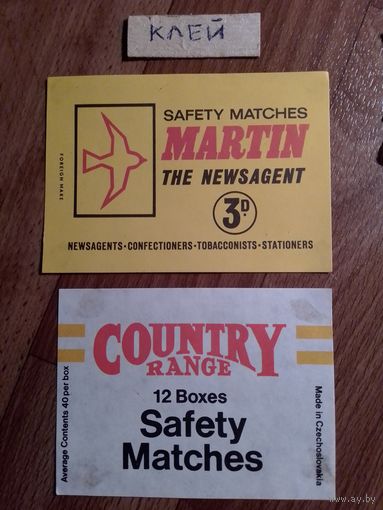 КЛЕЙ
SAFETY MATCHES
MARTIN
THE NEWSAGENT
3D.
FOREIGN MAKE
NEWSAGENTS·CONFECTIONERS·TOBACCONISTS·STATIONERS
COUNTRY
RANGE
12 Boxes
Safety
Matches
Average Contents 40 per box
Made in Czechoslovakia
www.ay.by